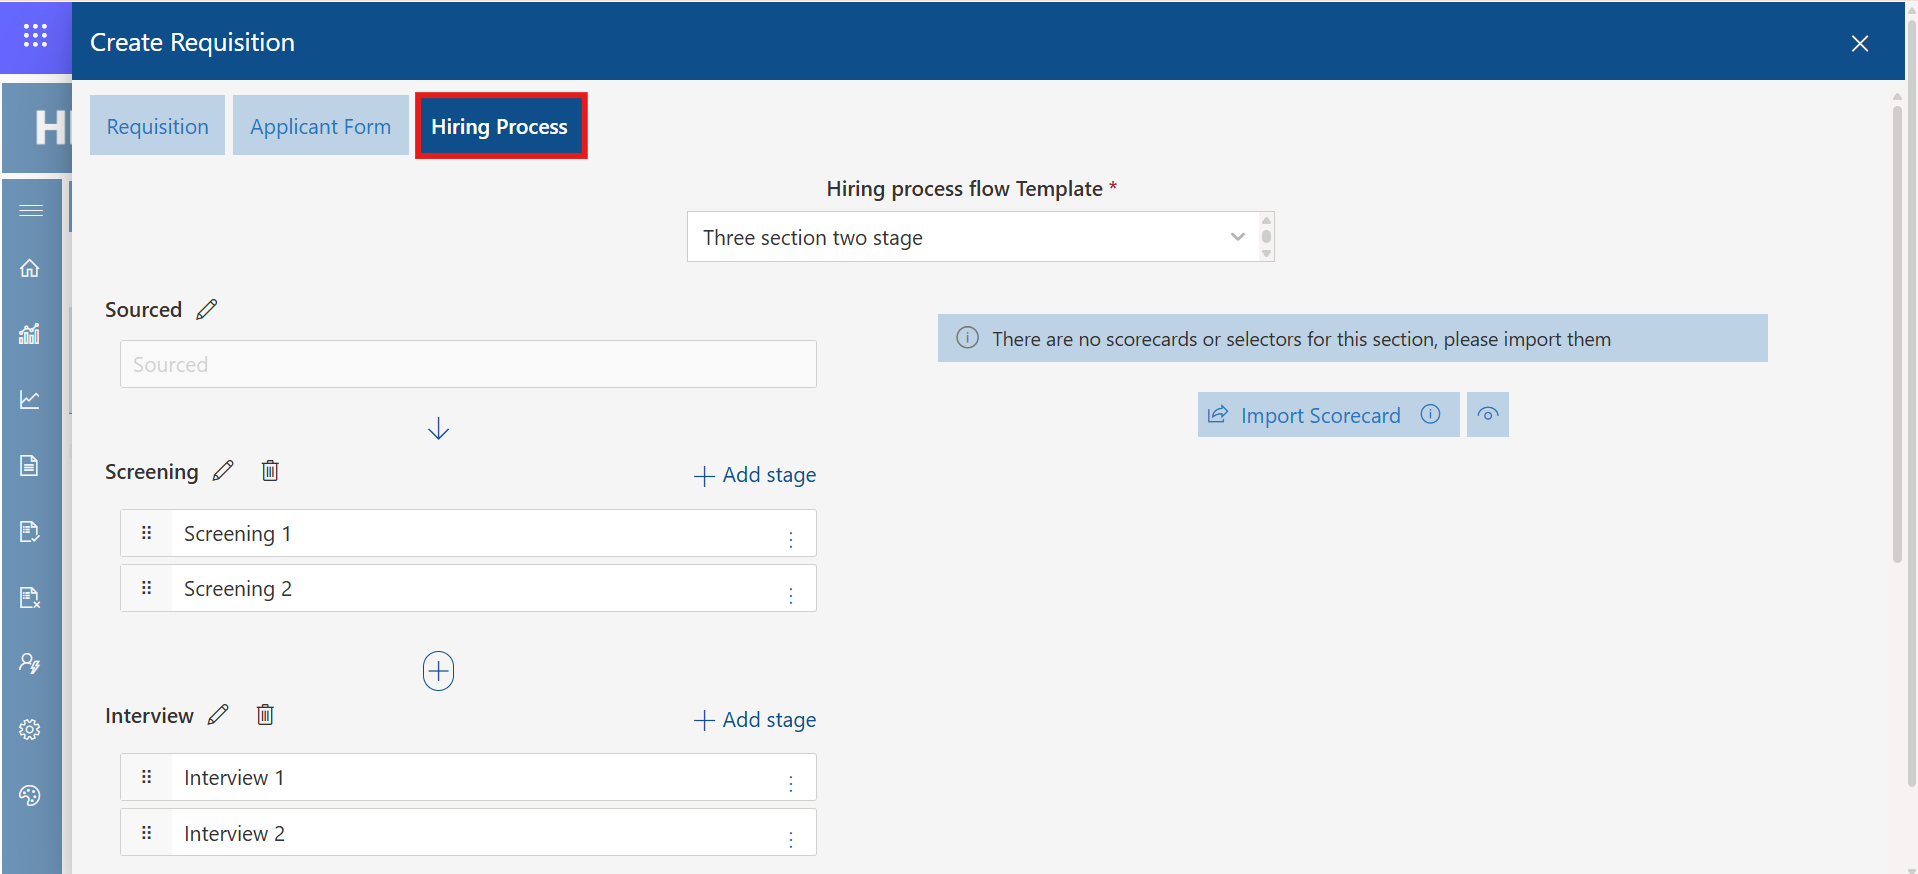 Create Requisition
Requisition
Applicant Form
Hiring Process
Hiring process flow Template *
Three section two stage
Sourced
Sourced
There are no scorecards or selectors for this section, please import them
Import Scorecard
Screening
Add stage
Screening 1
Screening 2
Interview
Add stage
Interview 1
Interview 2